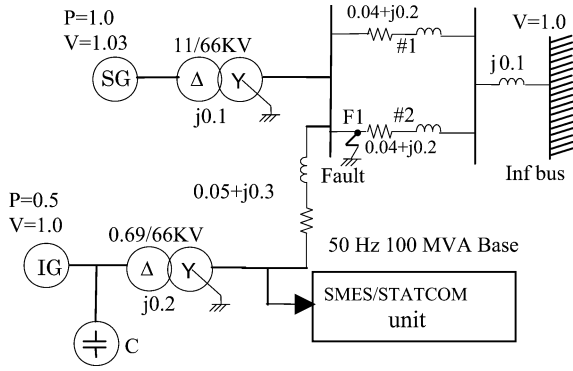 P=1.0
V=1.03
11/66KV
SG
Δ
Y
j0.1
0.04+j0.2
#1
V=1.0
j0.1
F1
#2
0.04+j0.2
Fault
Inf bus
0.05+j0.3
P=0.5
V=1.0
0.69/66KV
50 Hz 100 MVA Base
IG
Δ
Y
j0.2
SMES/STATCOM
unit
C